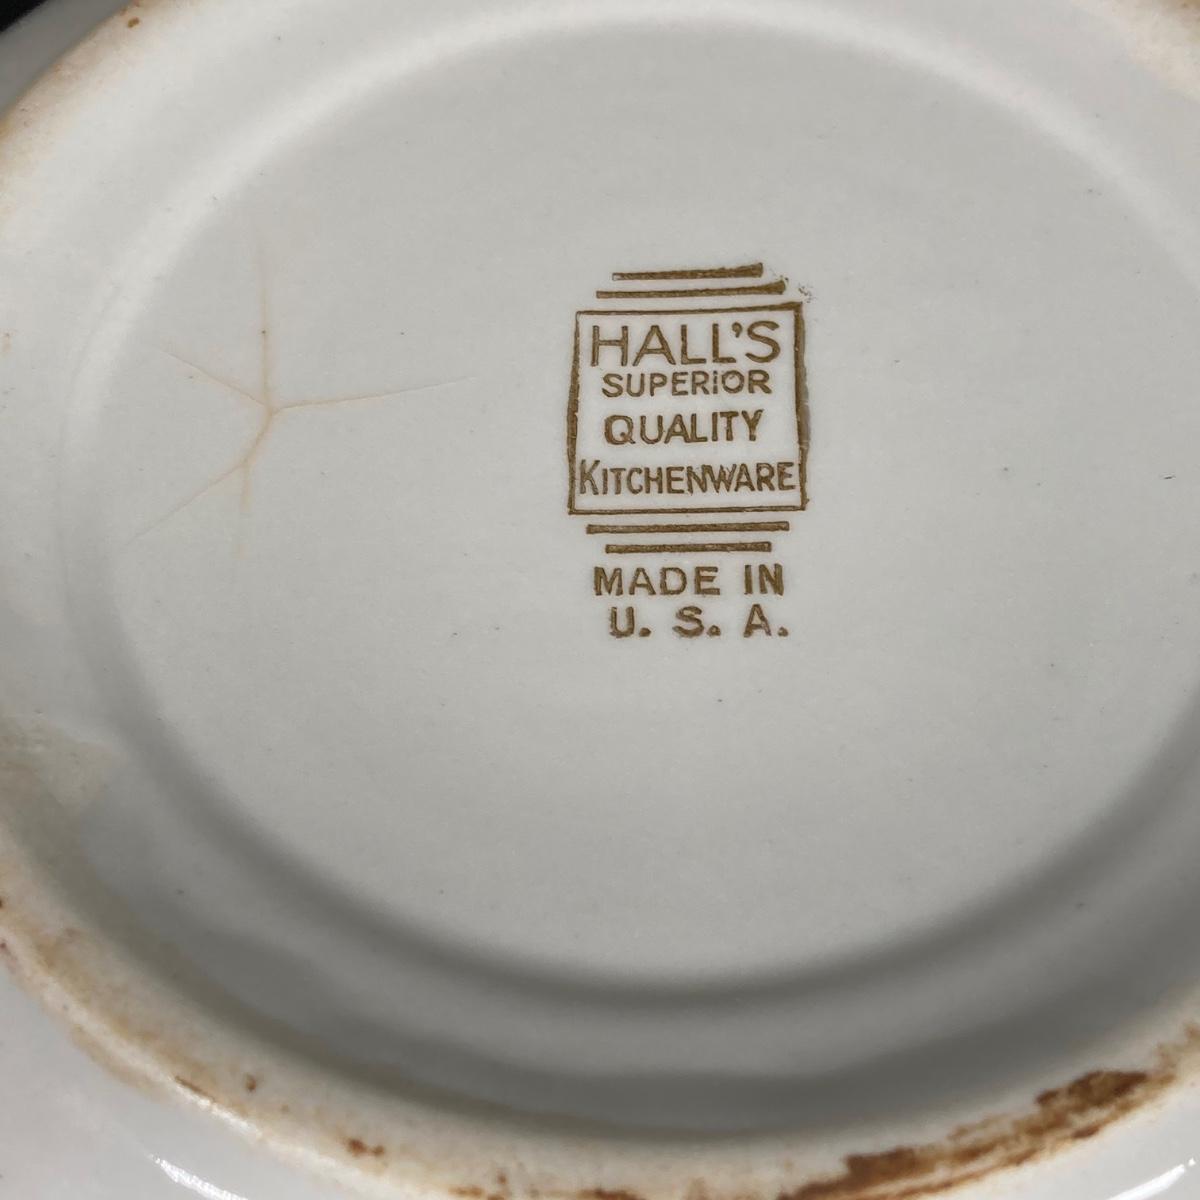 HALL'S
SUPERIOR
QUALITY
KITCHENWARE
MADE IN
U. S. A.